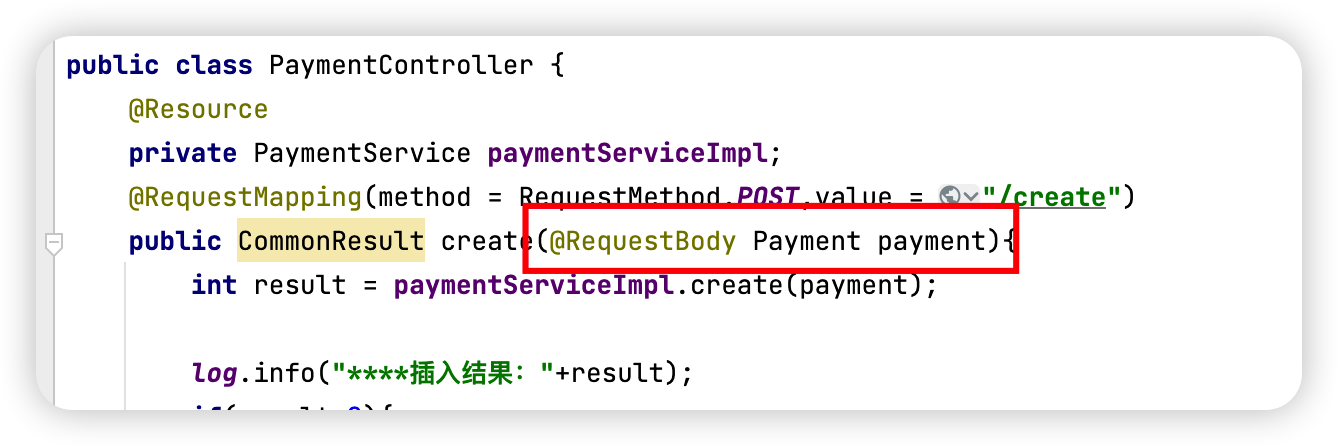 public class PaymentController {
@Resource
private PaymentService paymentServiceImpl;
@RequestMapping(method = RequestMethod.POST,value = "/create")
public CommonResult create(@RequestBody Payment payment){
int result = paymentServiceImpl.create(payment);
log.info("****插入结果："+result);